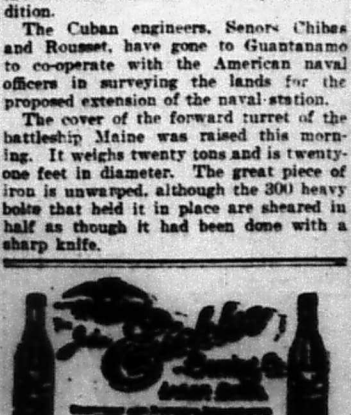 dition.
The Cuban engineers, Senors Chibas
and Rousset, have gone to Guantanamo
to co-operate with the American naval
officers in surveying the lands for the
proposed extension of the naval station.
The cover of the forward turret of the
battleship Maine was raised this morn-
ing. It weighs twenty tons and is twenty-
one feet in diameter. The great piece of
iron is unwarped, although the 300 heavy
bolts that held it in place are sheared in
half as though it had been done with a
sharp knife.